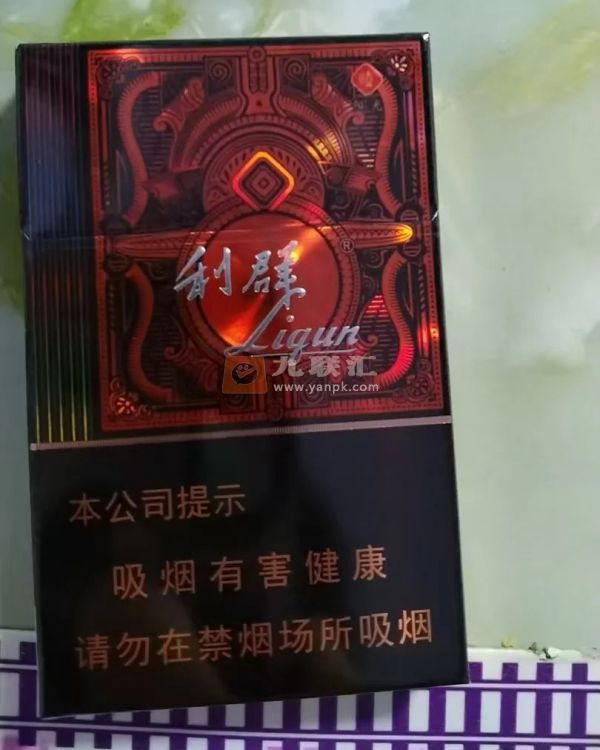 利群®
Liqun
九联汇
www.yanpk.com
本公司提示
吸烟有害健康
请勿在禁烟场所吸烟